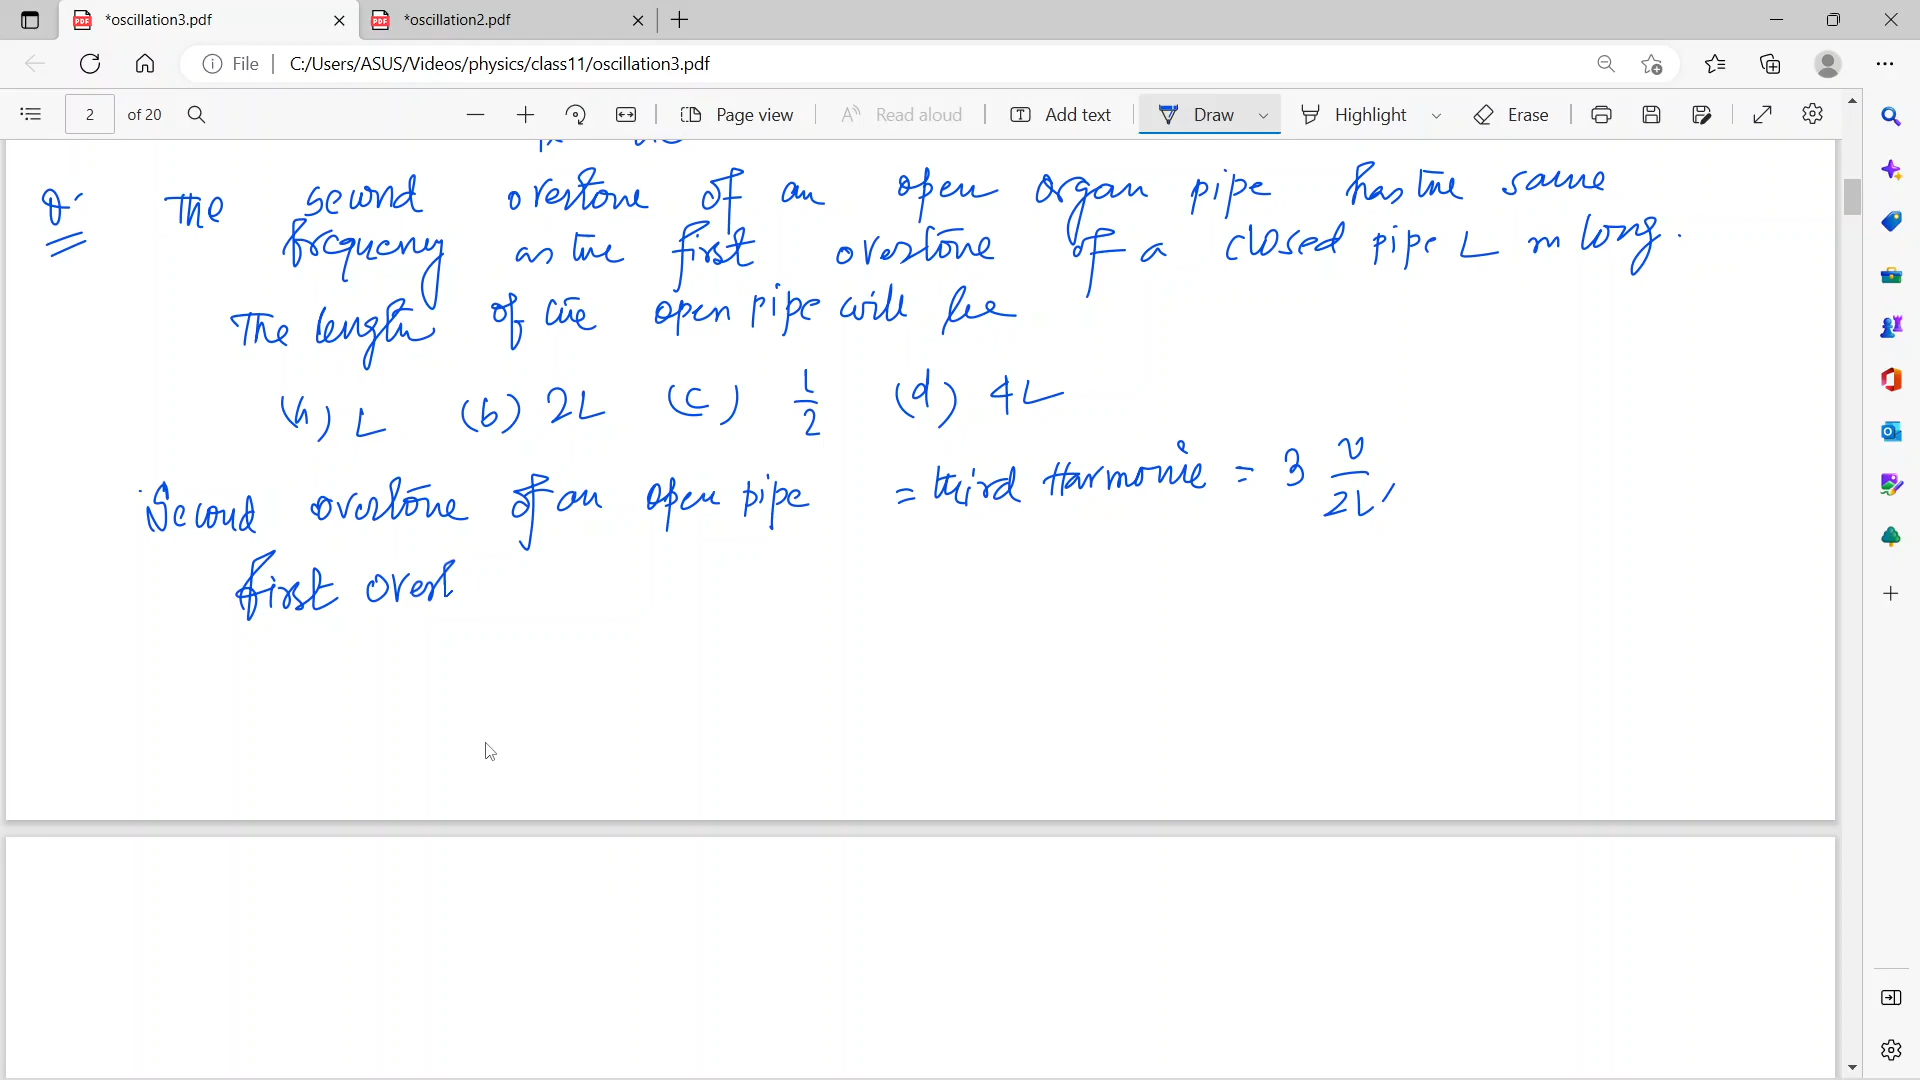 *oscillation3.pdf
*oscillation2.pdf
File
C:/Users/ASUS/Videos/physics/class11/oscillation3.pdf
2 of 20
Page view
Read aloud
Add text
Draw
Highlight
Erase
Q. The second overtone of an open organ pipe has the same
frequency as the first overtone of a closed pipe L m long.
The length of the open pipe will be
(a) L (b) 2L (c) L/2 (d) 4L
Second overtone of an open pipe = third Harmonic = 3 v/2L'
first overt